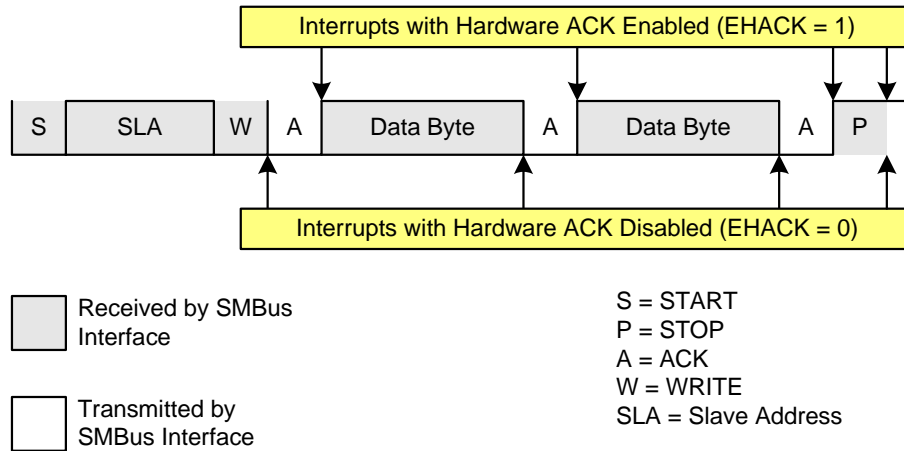 Interrupts with Hardware ACK Enabled (EHACK = 1)
S SLA W A Data Byte A Data Byte A P
Interrupts with Hardware ACK Disabled (EHACK = 0)
Received by SMBus
Interface
Transmitted by
SMBus Interface
S = START
P = STOP
A = ACK
W = WRITE
SLA = Slave Address